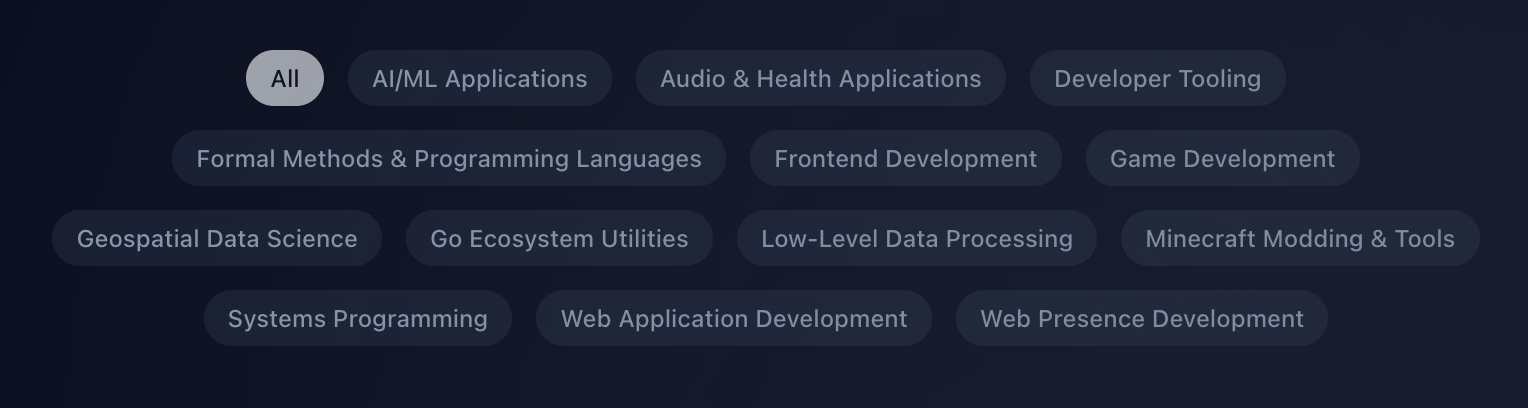 All AI/ML Applications Audio & Health Applications Developer Tooling
Formal Methods & Programming Languages Frontend Development Game Development
Geospatial Data Science Go Ecosystem Utilities Low-Level Data Processing Minecraft Modding & Tools
Systems Programming Web Application Development Web Presence Development